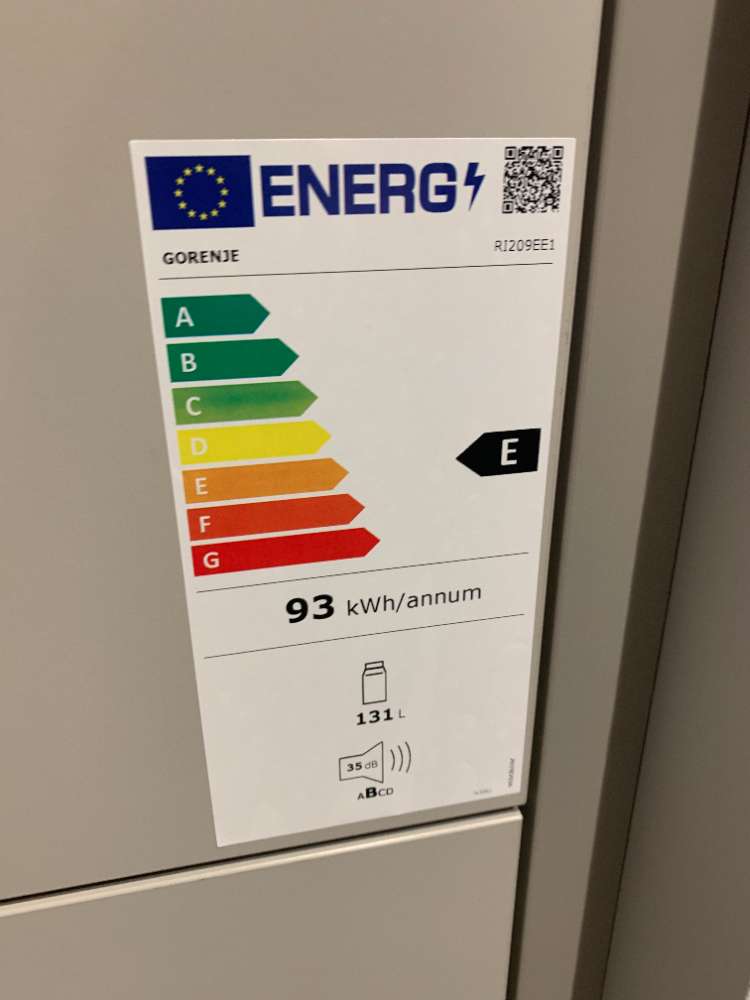 ENERG
GORENJE RI209EE1
A
B
C
D
E
E
F
G
93 kWh/annum
131 L
35 dB
ABCD